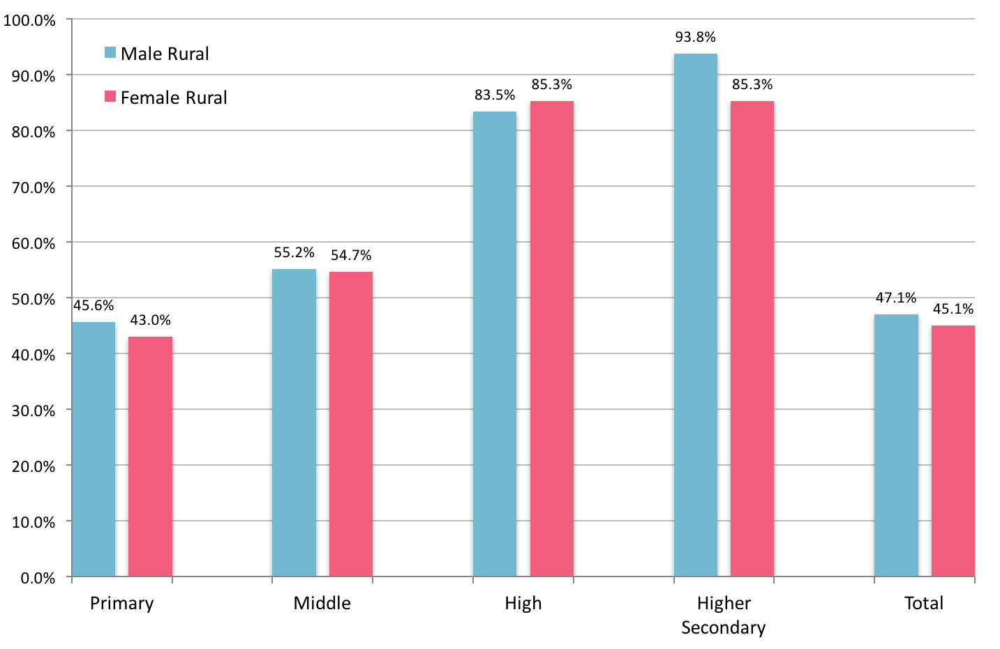 100.0%
90.0%
80.0%
70.0%
60.0%
50.0%
40.0%
30.0%
20.0%
10.0%
0.0%
Male Rural
Female Rural
45.6%
43.0%
55.2%
54.7%
83.5%
85.3%
93.8%
85.3%
47.1%
45.1%
Primary
Middle
High
Higher
Secondary
Total